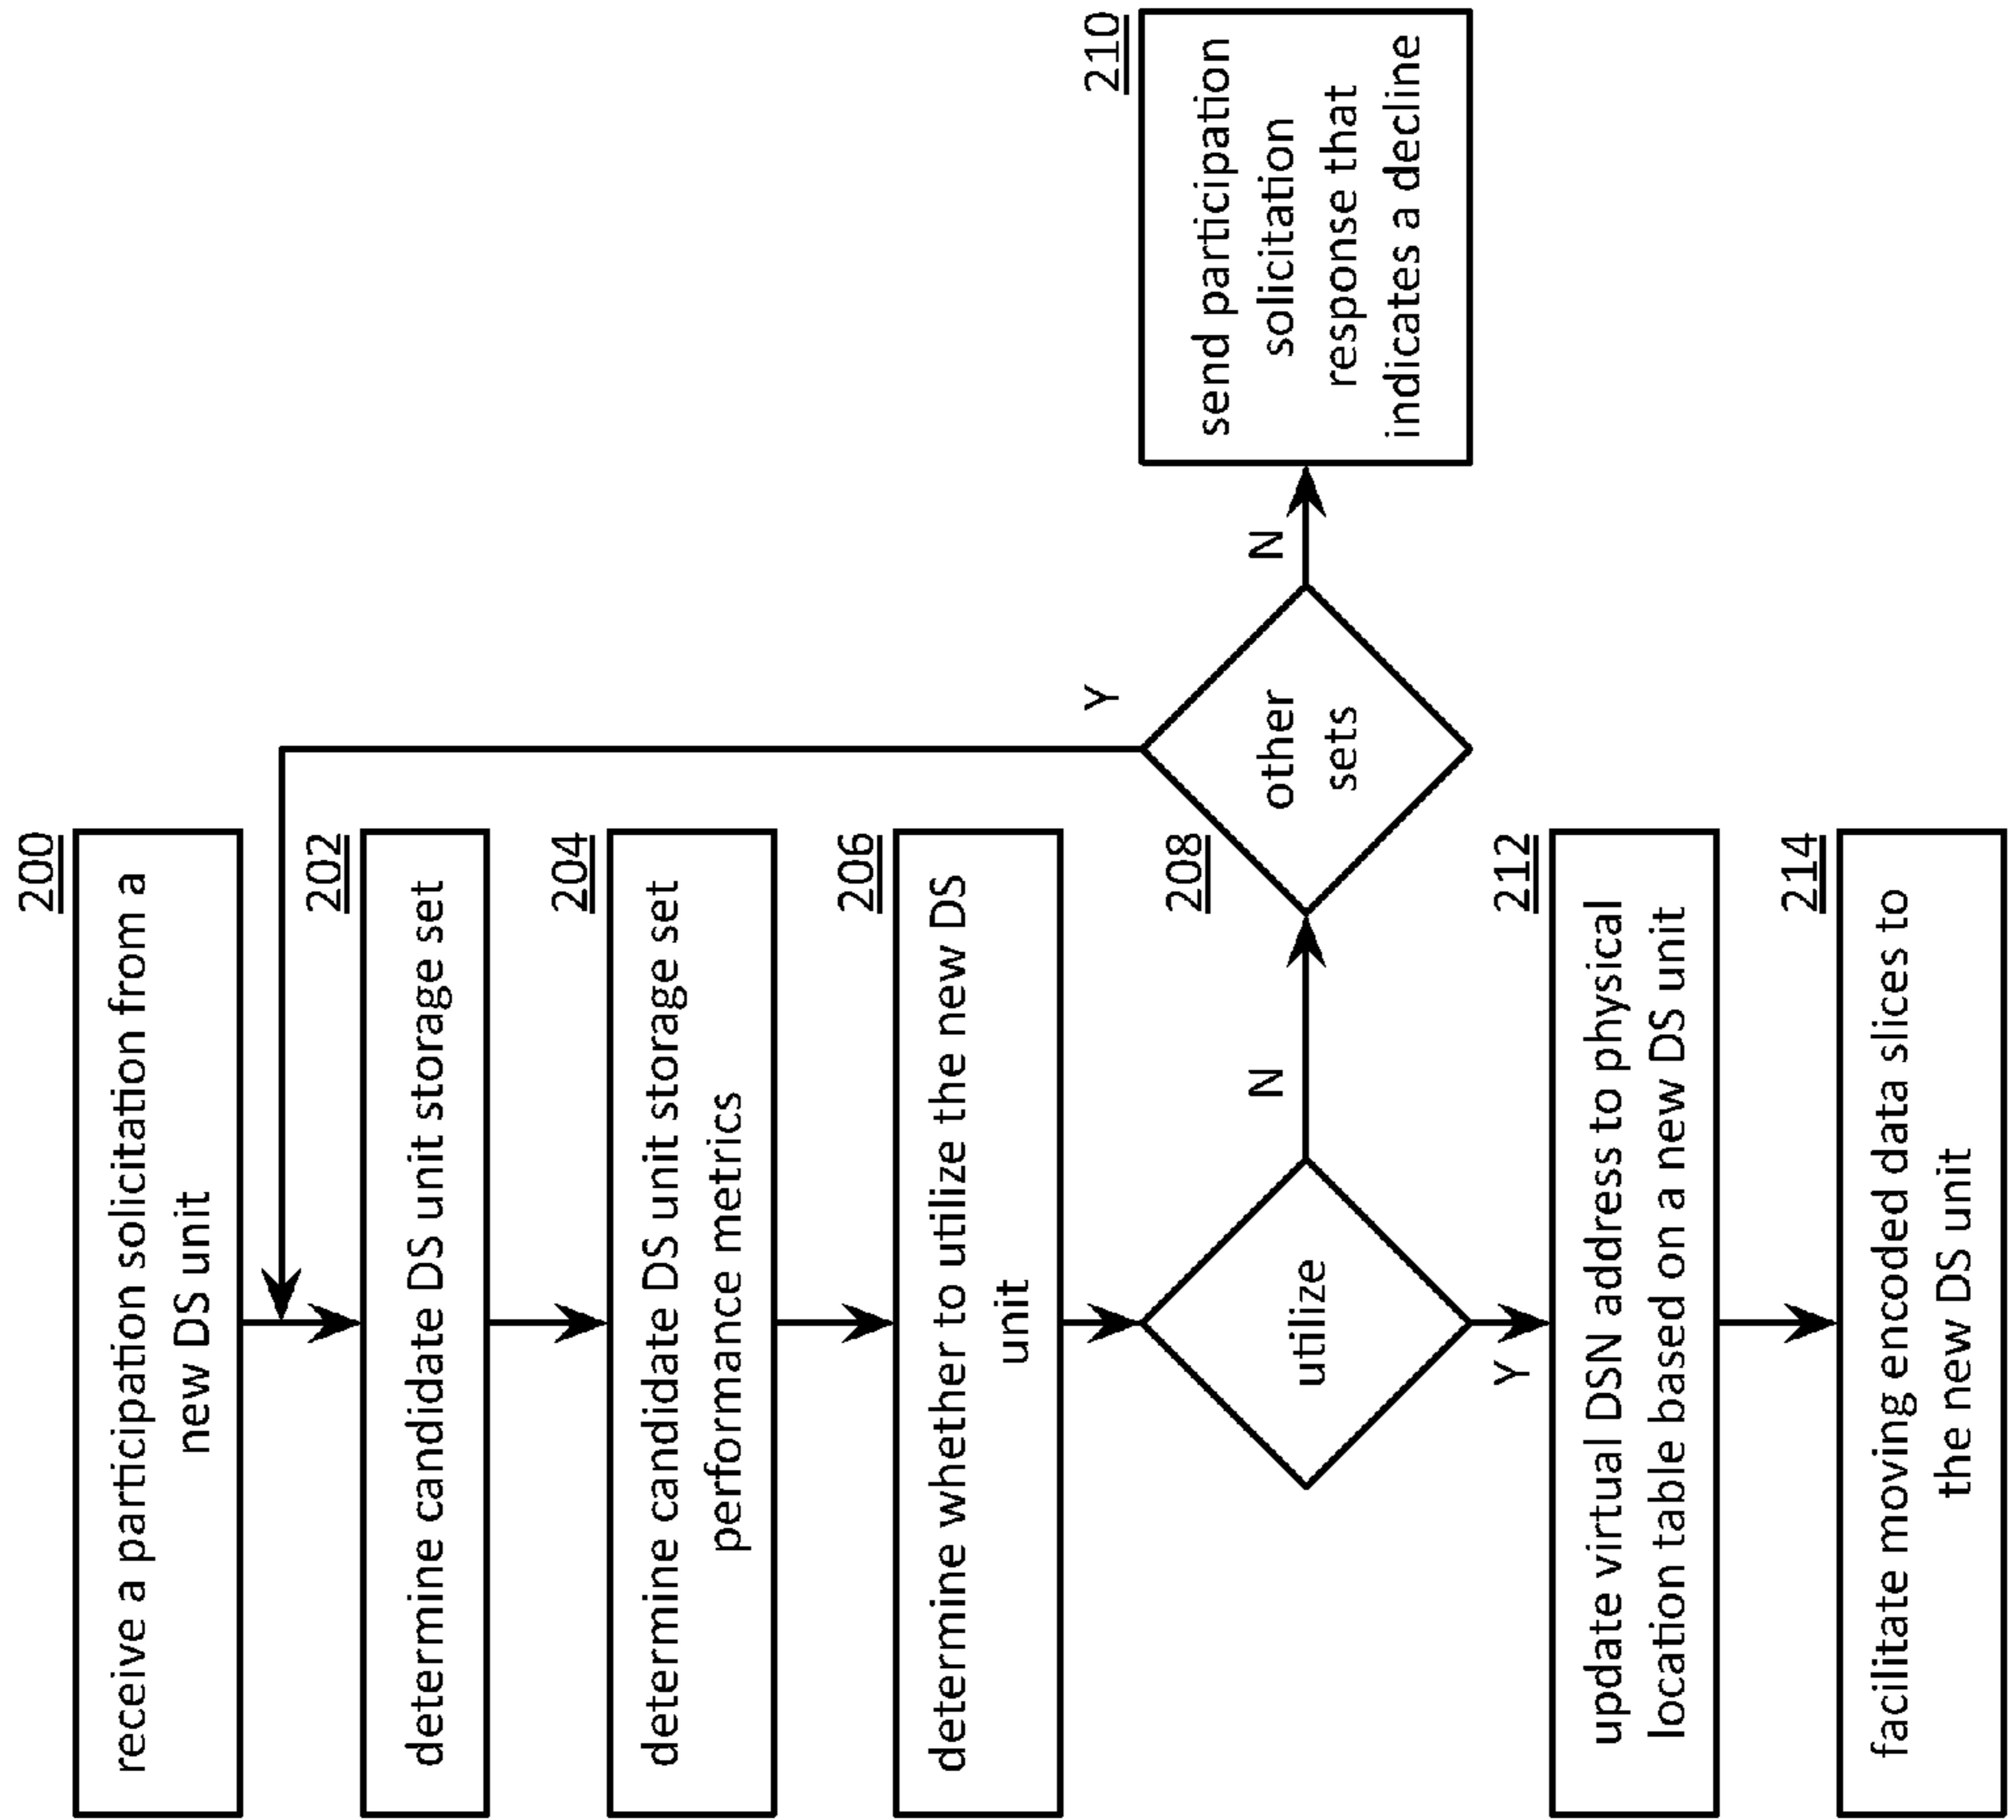 200
receive a participation solicitation from a
new DS unit
202
determine candidate DS unit storage set
204
determine candidate DS unit storage set
performance metrics
206
determine whether to utilize the new DS
unit
utilize
N
Y
208
other
sets
Y
N
210
send participation
solicitation
response that
indicates a decline
212
update virtual DSN address to physical
location table based on a new DS unit
214
facilitate moving encoded data slices to
the new DS unit